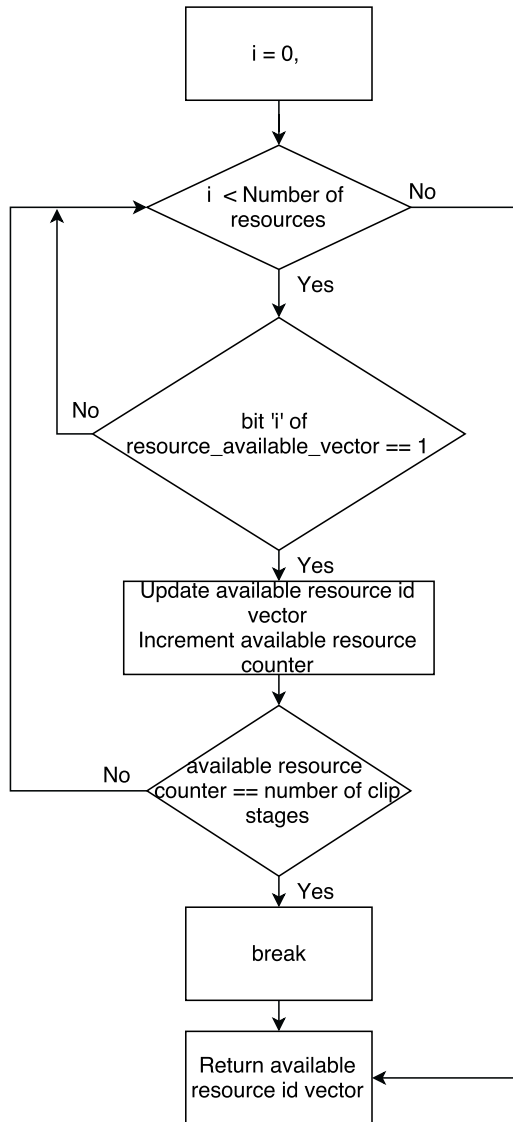 i = 0,
i < Number of
resources
No
Yes
bit 'i' of
resource_available_vector == 1
No
Yes
Update available resource id
vector
Increment available resource
counter
available resource
counter == number of clip
stages
No
Yes
break
Return available
resource id vector